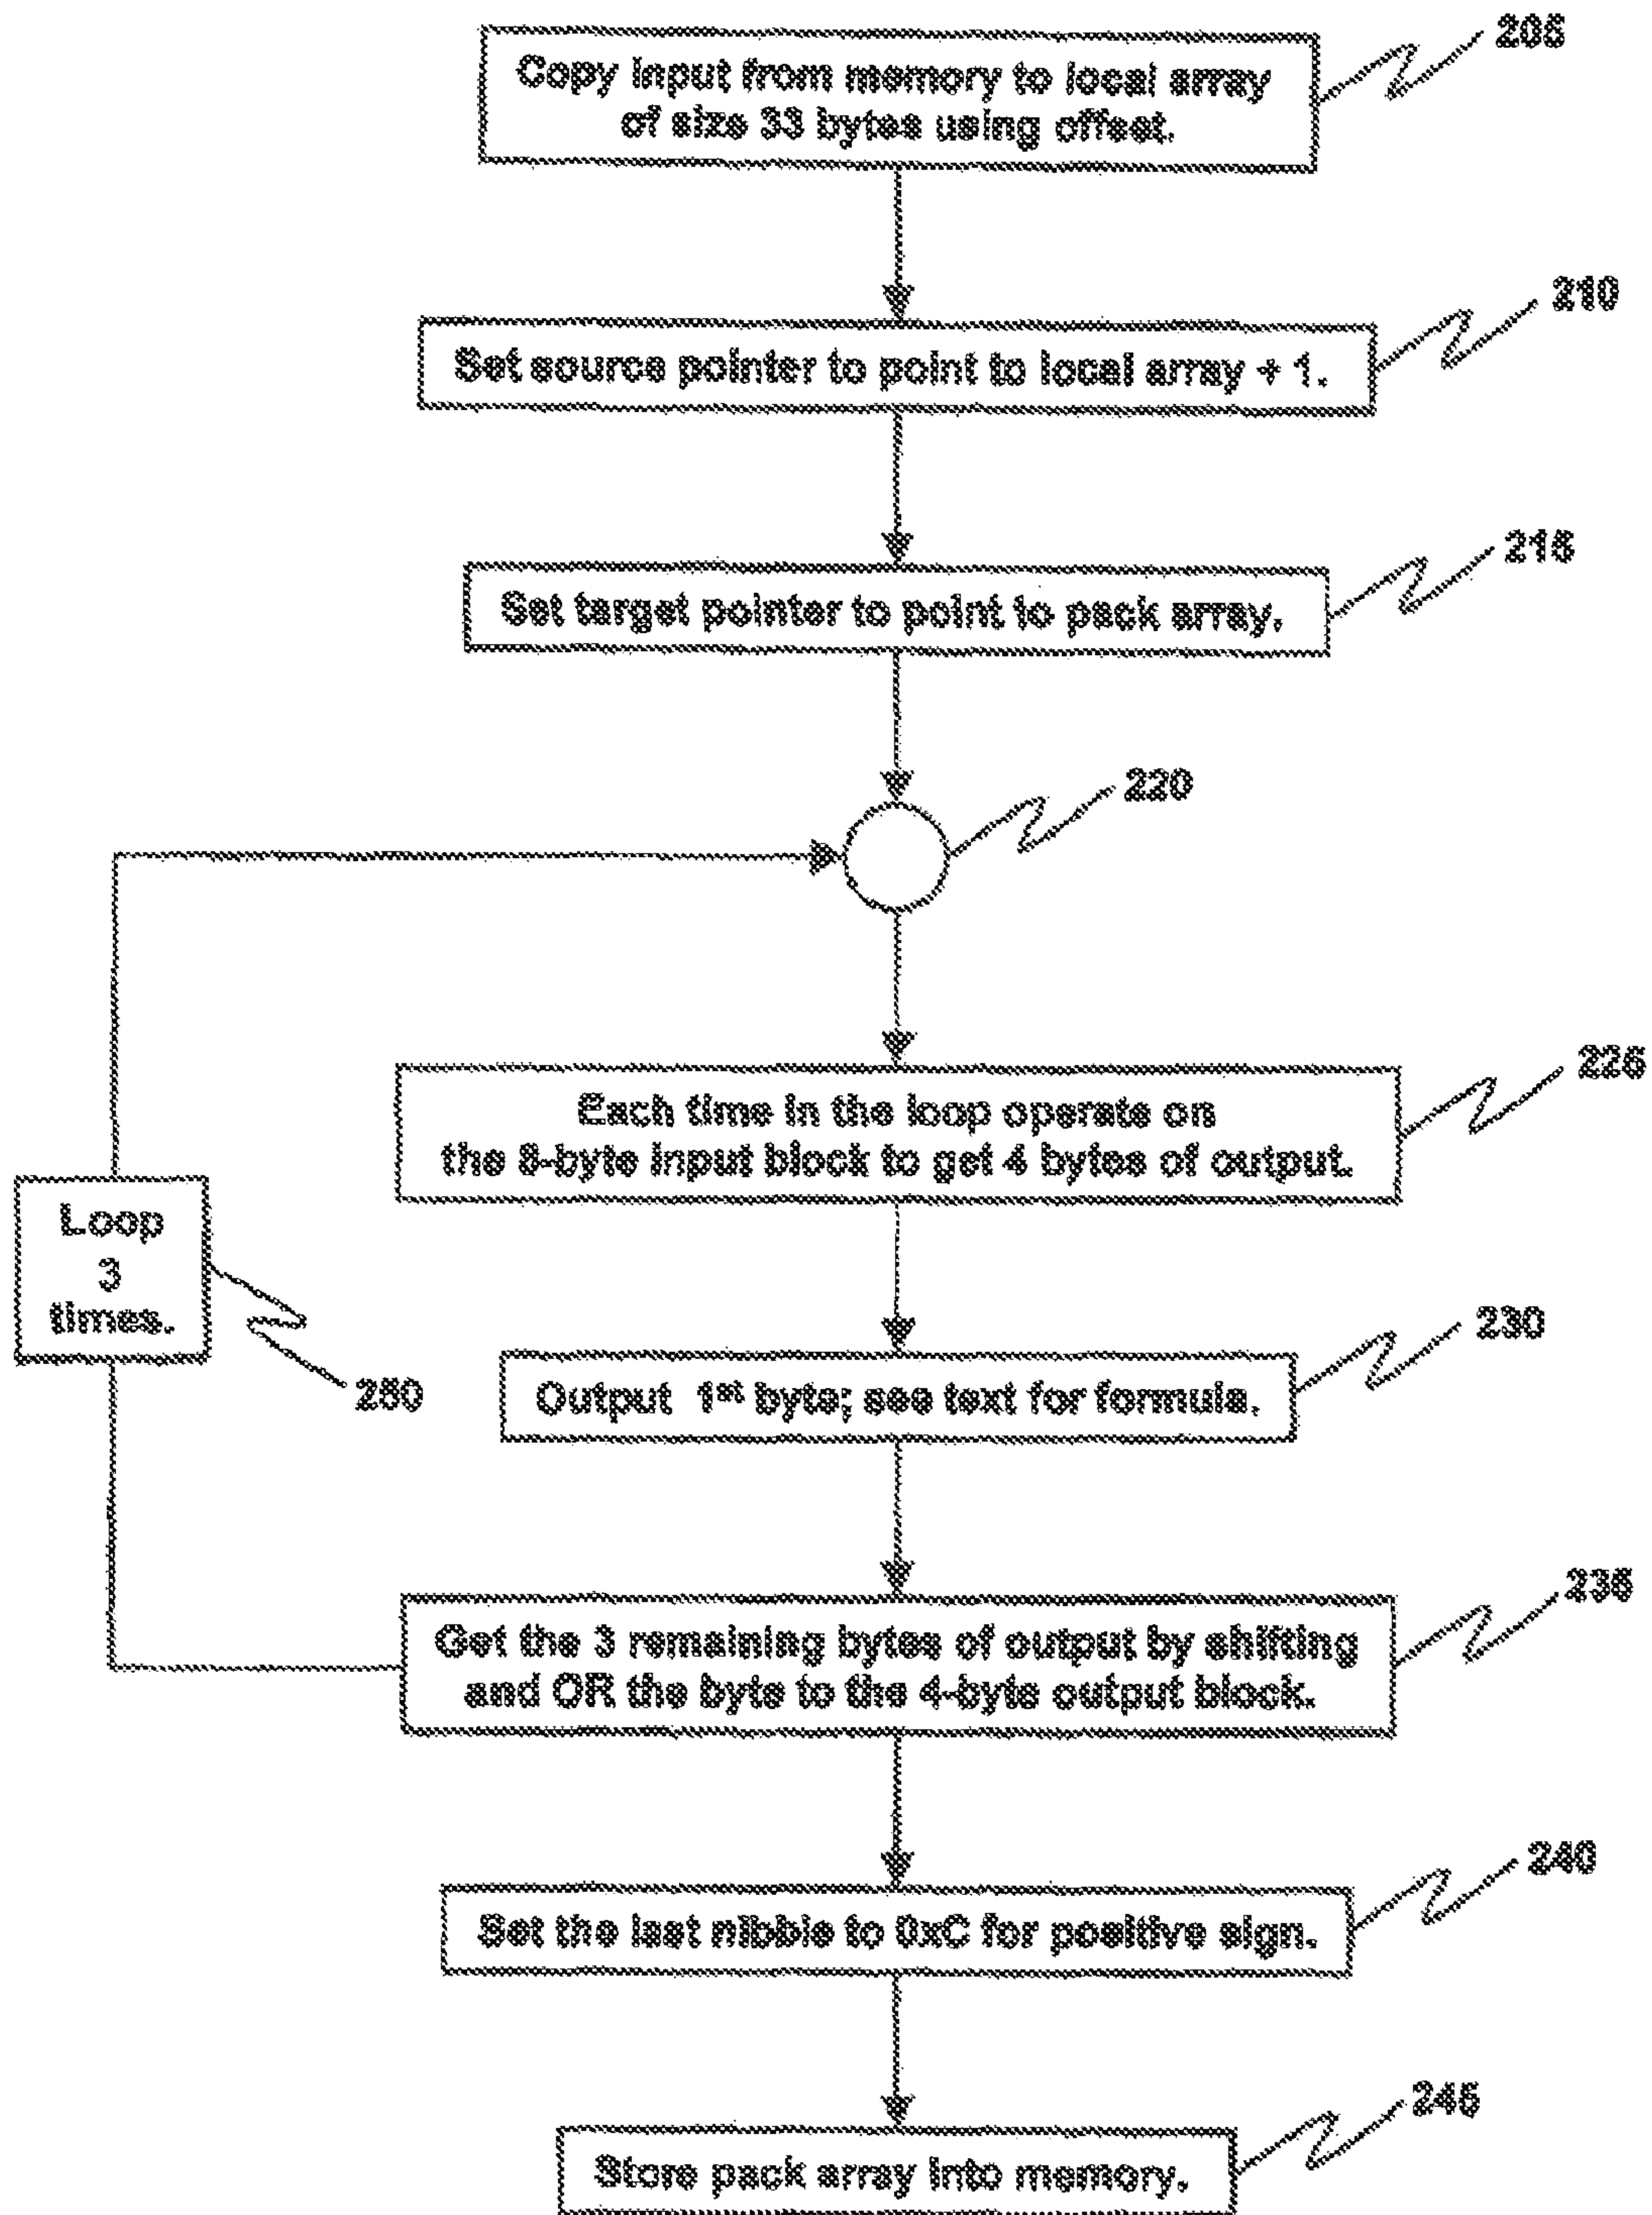 205
Copy input from memory to local array
of size 33 bytes using offset.
210
Set source pointer to point to local array + 1.
215
Set target pointer to point to pack array.
220
225
Each time in the loop operate on
the 8-byte input block to get 4 bytes of output.
Loop
3
times.
250
230
Output 1st byte; see text for formula.
235
Get the 3 remaining bytes of output by shifting
and OR the byte to the 4-byte output block.
240
Set the last nibble to 0xC for positive sign.
245
Store pack array into memory.